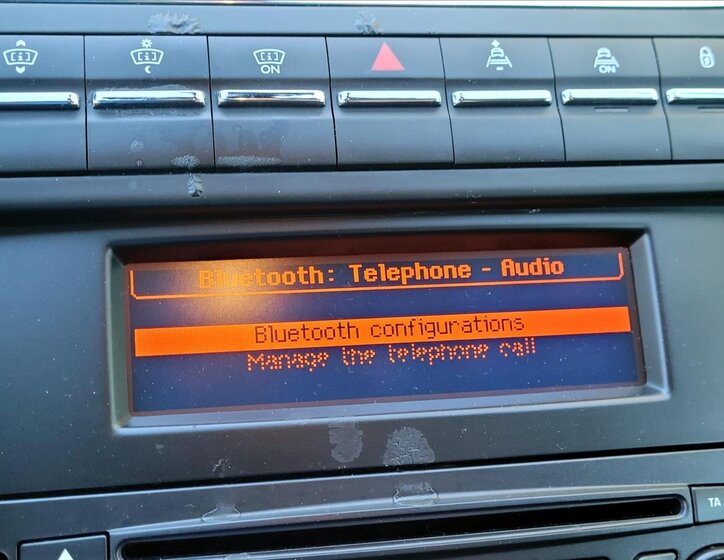 ON
ON
Bluetooth: Telephone - Audio
Bluetooth configurations
Manage the telephone call
TA